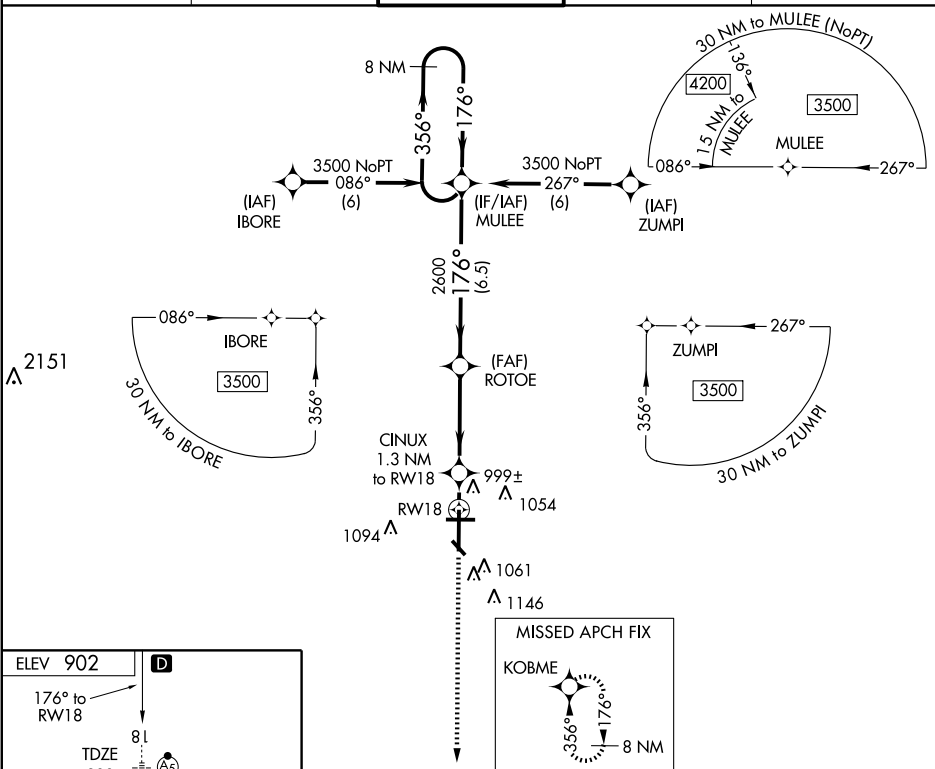 30 NM to MULEE (NoPT)
8 NM
136°
4200
3500
356°
176°
15 NM to
MULEE
MULEE
086°
267°
3500 NoPT
086°
(6)
3500 NoPT
267°
(6)
(IAF)
IBORE
(IF/IAF)
MULEE
(IAF)
ZUMPI
2600
176°
(6.5)
086°
IBORE
3500
356°
30 NM to IBORE
267°
ZUMPI
3500
356°
30 NM to ZUMPI
2151
(FAF)
ROTOE
CINUX
1.3 NM
to RW18
999±
1054
RW18
1094
1061
1146
MISSED APCH FIX
KOBME
356°
176°
8 NM
ELEV 902
D
176° to
RW18
18
TDZE
A5